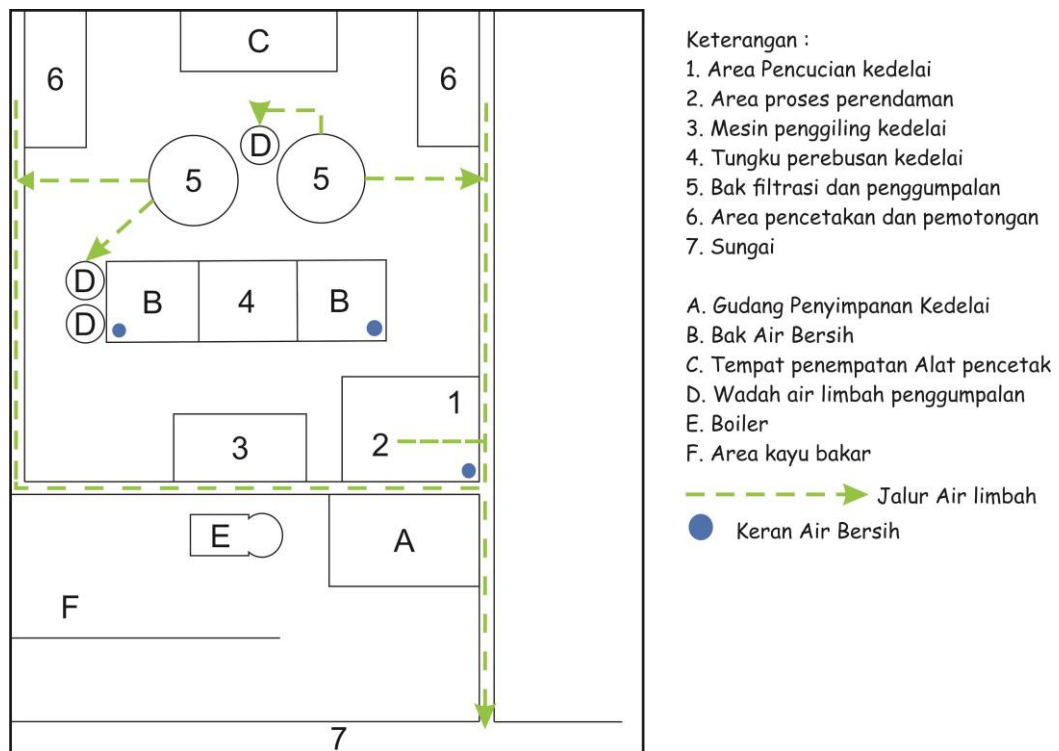 C
6
6
D
5
5
D
D
B
4
B
1
2
3
E
A
F
7
Keterangan :
1. Area Pencucian kedelai
2. Area proses perendaman
3. Mesin penggiling kedelai
4. Tungku perebusan kedelai
5. Bak filtrasi dan penggumpalan
6. Area pencetakan dan pemotongan
7. Sungai
A. Gudang Penyimpanan Kedelai
B. Bak Air Bersih
C. Tempat penempatan Alat pencetak
D. Wadah air limbah penggumpalan
E. Boiler
F. Area kayu bakar
Jalur Air limbah
Keran Air Bersih